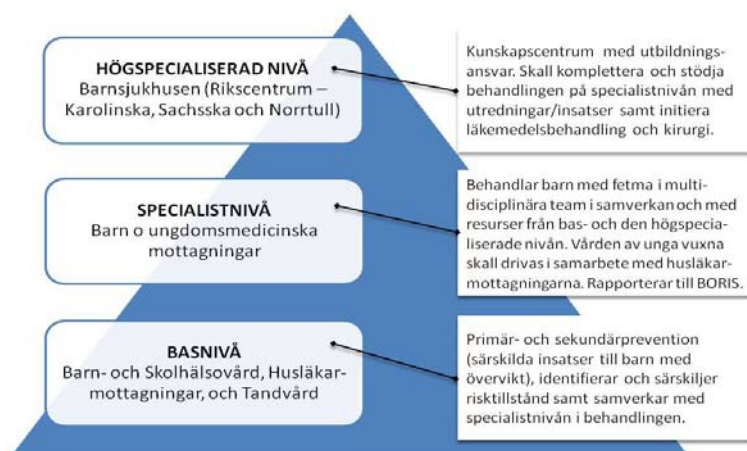 HÖGSPECIALISERAD NIVÅ
Barnsjukhusen (Rikscentrum –
Karolinska, Sachsska och Norrtull)
Kunskapscentrum med utbildnings-
ansvar. Skall komplettera och stödja
behandlingen på specialistnivån med
utredningar/insatser samt initiera
läkemedelsbehandling och kirurgi.
SPECIALISTNIVÅ
Barn o ungdomsmedicinska
mottagningar
Behandlar barn med fetma i multi-
disciplinära team i samverkan och med
resurser från bas- och den högspecia-
liserade nivån. Vården av unga vuxna
skall drivas i samarbete med husläkar-
mottagningarna. Rapporterar till BORIS.
BASNIVÅ
Barn- och Skolhälsovård, Husläkar-
mottagningar, och Tandvård
Primär- och sekundärprevention
(särskilda insatser till barn med
övervikt), identifierar och särskiljer
risktillstånd samt samverkar med
specialistnivån i behandlingen.